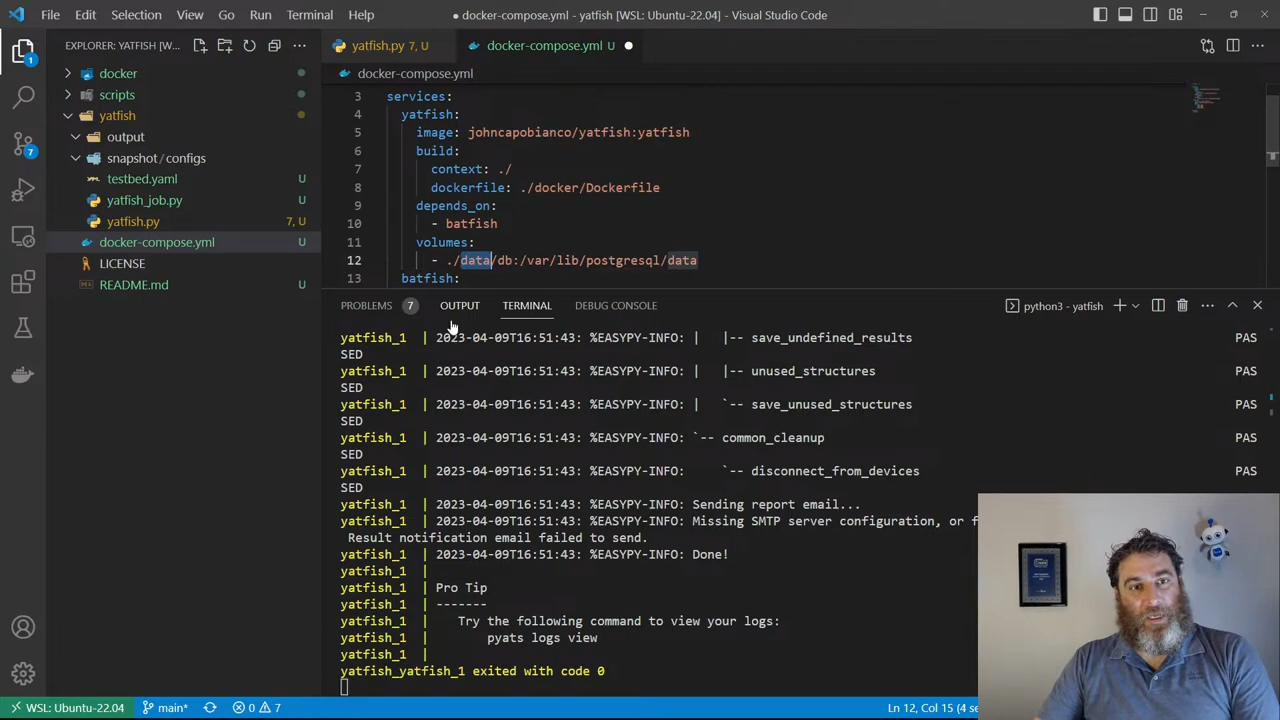 File Edit Selection View Go Run Terminal Help
● docker-compose.yml - yatfish [WSL: Ubuntu-22.04] - Visual Studio Code
EXPLORER: YATFISH [W...
yatfish.py 7, U
docker-compose.yml U ●
docker-compose.yml
1
docker
scripts
yatfish
output
snapshot/configs
testbed.yaml U
yatfish_job.py U
yatfish.py 7, U
docker-compose.yml U
LICENSE
README.md U
7
3 services:
4 yatfish:
5 image: johncapobianco/yatfish:yatfish
6 build:
7 context: ./
8 dockerfile: ./docker/Dockerfile
9 depends_on:
10 - batfish
11 volumes:
12 - ./data/db:/var/lib/postgresql/data
13 batfish:
PROBLEMS 7 OUTPUT TERMINAL DEBUG CONSOLE
python3 - yatfish
yatfish_1 | 2023-04-09T16:51:43: %EASYPY-INFO: | |-- save_undefined_results PAS
SED
yatfish_1 | 2023-04-09T16:51:43: %EASYPY-INFO: | |-- unused_structures PAS
SED
yatfish_1 | 2023-04-09T16:51:43: %EASYPY-INFO: | `-- save_unused_structures PAS
SED
yatfish_1 | 2023-04-09T16:51:43: %EASYPY-INFO: `-- common_cleanup PAS
SED
yatfish_1 | 2023-04-09T16:51:43: %EASYPY-INFO: `-- disconnect_from_devices PAS
SED
yatfish_1 | 2023-04-09T16:51:43: %EASYPY-INFO: Sending report email...
yatfish_1 | 2023-04-09T16:51:43: %EASYPY-INFO: Missing SMTP server configuration, or f
Result notification email failed to send.
yatfish_1 | 2023-04-09T16:51:43: %EASYPY-INFO: Done!
yatfish_1 |
yatfish_1 | Pro Tip
yatfish_1 | -------
yatfish_1 | Try the following command to view your logs:
yatfish_1 | pyats logs view
yatfish_1 |
yatfish_yatfish_1 exited with code 0
WSL: Ubuntu-22.04 main* 0 7 Ln 12, Col 15 (4 se